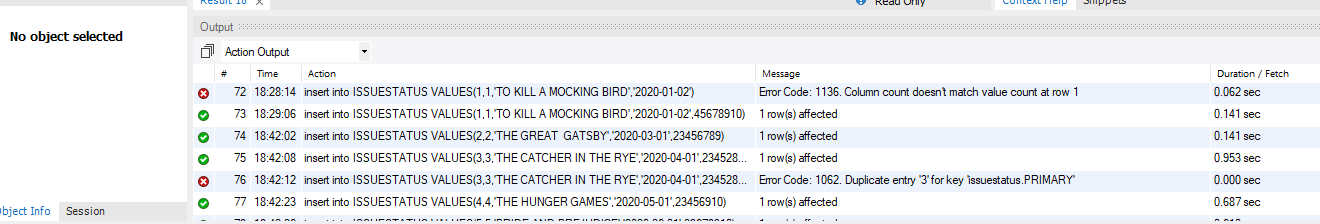 Result 16 ×
Read Only
Context Help
Snippets
No object selected
Output
Action Output
# Time Action Message Duration / Fetch
72 18:28:14 insert into ISSUESTATUS VALUES(1,1,'TO KILL A MOCKING BIRD','2020-01-02') Error Code: 1136. Column count doesn't match value count at row 1 0.062 sec
73 18:29:06 insert into ISSUESTATUS VALUES(1,1,'TO KILL A MOCKING BIRD','2020-01-02',45678910) 1 row(s) affected 0.141 sec
74 18:42:02 insert into ISSUESTATUS VALUES(2,2,'THE GREAT GATSBY','2020-03-01',23456789) 1 row(s) affected 0.141 sec
75 18:42:08 insert into ISSUESTATUS VALUES(3,3,'THE CATCHER IN THE RYE','2020-04-01',234528... 1 row(s) affected 0.953 sec
76 18:42:12 insert into ISSUESTATUS VALUES(3,3,'THE CATCHER IN THE RYE','2020-04-01',234528... Error Code: 1062. Duplicate entry '3' for key 'issuestatus.PRIMARY' 0.000 sec
77 18:42:23 insert into ISSUESTATUS VALUES(4,4,'THE HUNGER GAMES','2020-05-01',23456910) 1 row(s) affected 0.687 sec
Object Info Session